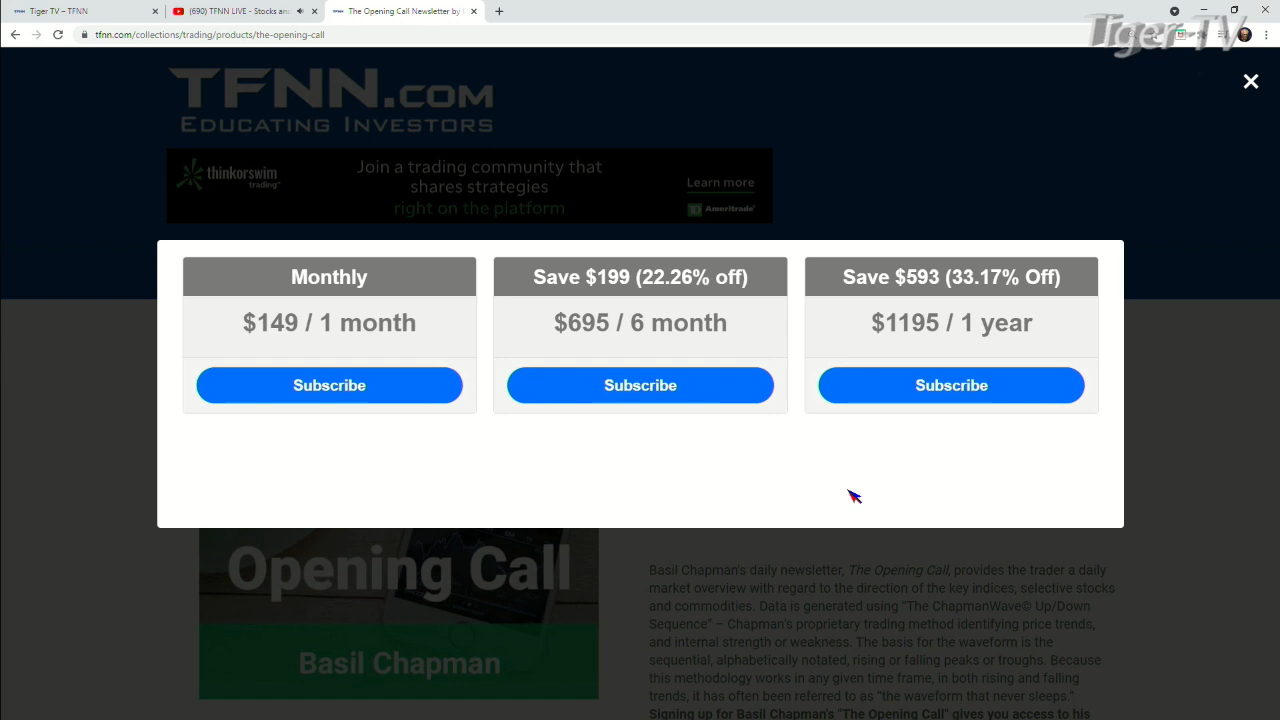 Tiger TV – TFNN
(690) TFNN LIVE - Stocks and
The Opening Call Newsletter by
Tiger TV
tfnn.com/collections/trading/products/the-opening-call
TFNN.COM
EDUCATING INVESTORS
thinkorswim
trading
Join a trading community that
shares strategies
right on the platform
Learn more
TD Ameritrade
Monthly
$149 / 1 month
Subscribe
Save $199 (22.26% off)
$695 / 6 month
Subscribe
Save $593 (33.17% Off)
$1195 / 1 year
Subscribe
Opening Call
Basil Chapman
Basil Chapman's daily newsletter, The Opening Call, provides the trader a daily
market overview with regard to the direction of the key indices, selective stocks
and commodities. Data is generated using "The ChapmanWave© Up/Down
Sequence" – Chapman's proprietary trading method identifying price trends,
and internal strength or weakness. The basis for the waveform is the
sequential, alphabetically notated, rising or falling peaks or troughs. Because
this methodology works in any given time frame, in both rising and falling
trends, it has often been referred to as "the waveform that never sleeps."
Signing up for Basil Chapman's "The Opening Call" gives you access to his